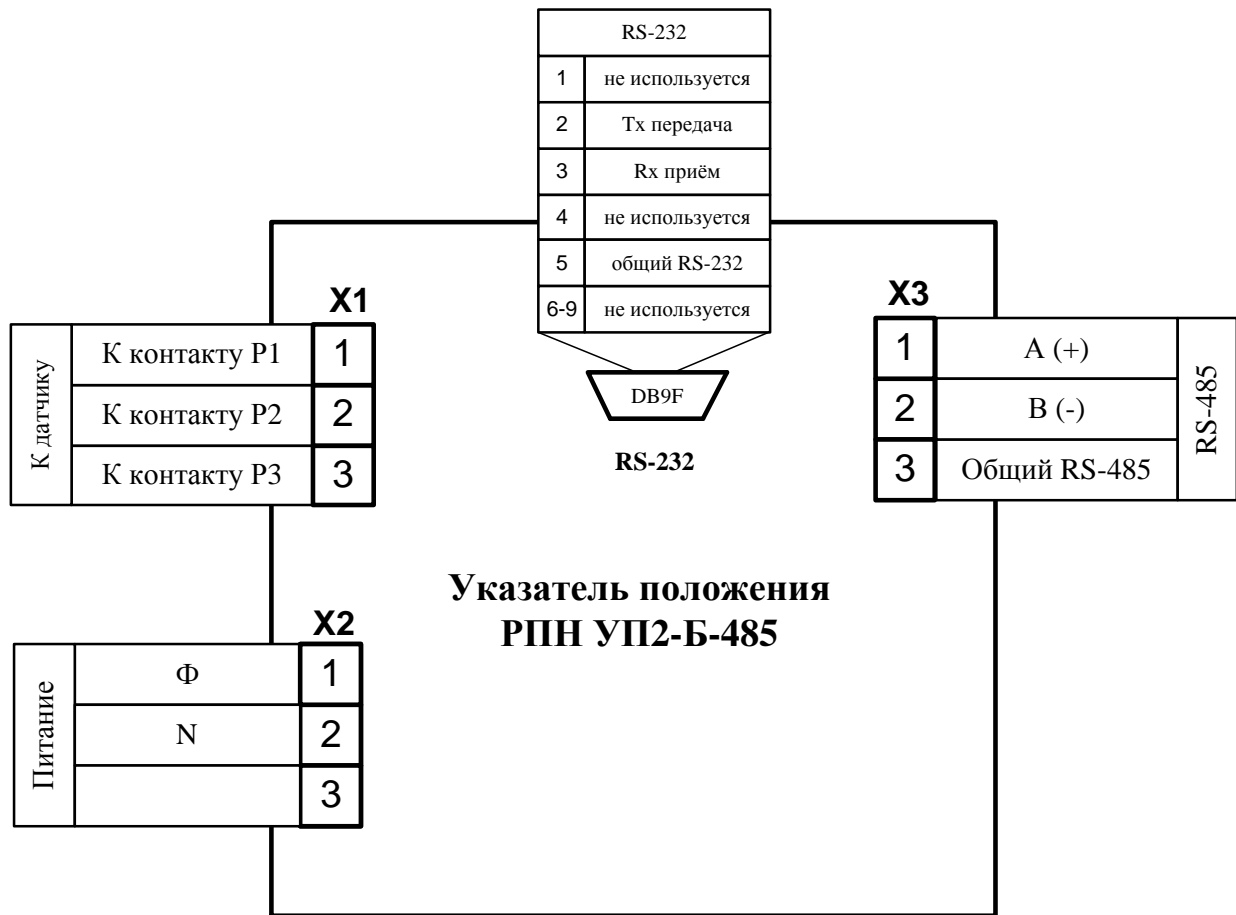 RS-232
1 не используется
2 Tx передача
3 Rx приём
4 не используется
5 общий RS-232
6-9 не используется
DB9F
RS-232
X1
К датчику
К контакту P1 1
К контакту P2 2
К контакту P3 3
X3
1 A (+)
2 B (-)
3 Общий RS-485
RS-485
Указатель положения
РПН УП2-Б-485
X2
Питание
Ф 1
N 2
3